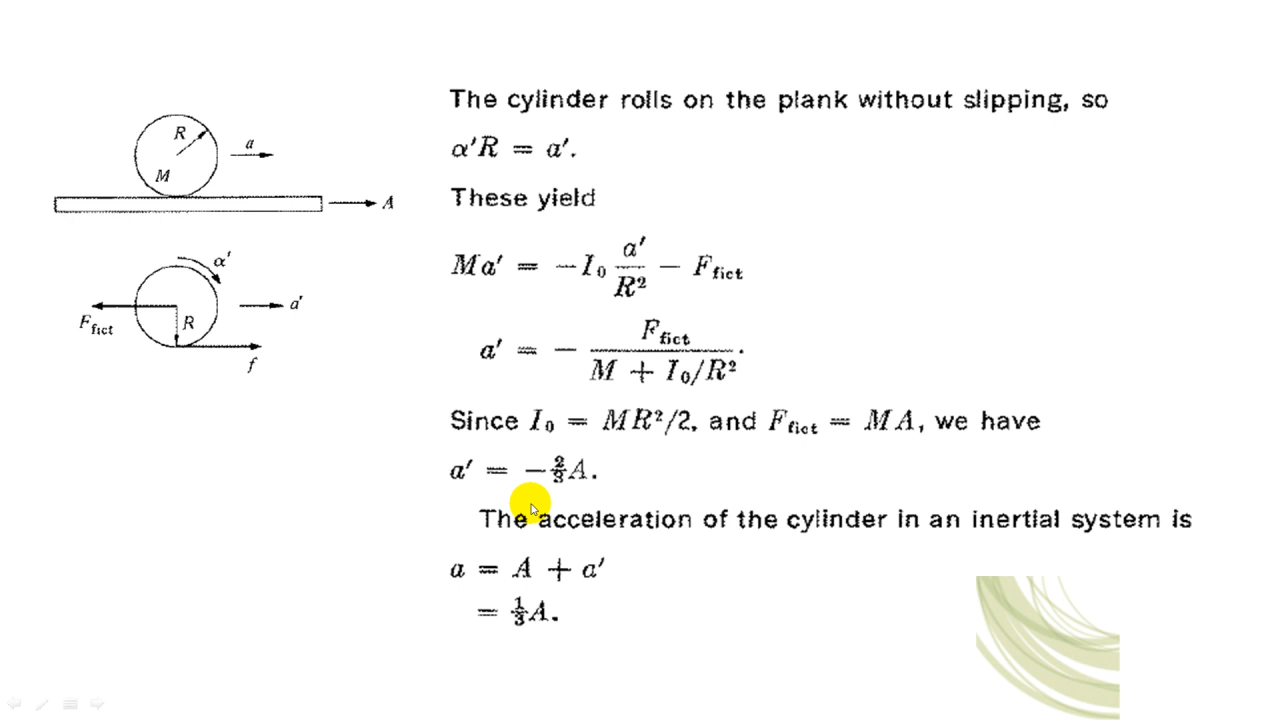 R
a
M
A
α′
F_fict
R
a′
f
The cylinder rolls on the plank without slipping, so
α′R = a′.
These yield
Ma′ = −I₀ a′/R² − F_fict
a′ = − F_fict / (M + I₀/R²).
Since I₀ = MR²/2, and F_fict = MA, we have
a′ = −⅔A.
The acceleration of the cylinder in an inertial system is
a = A + a′
= ⅓A.